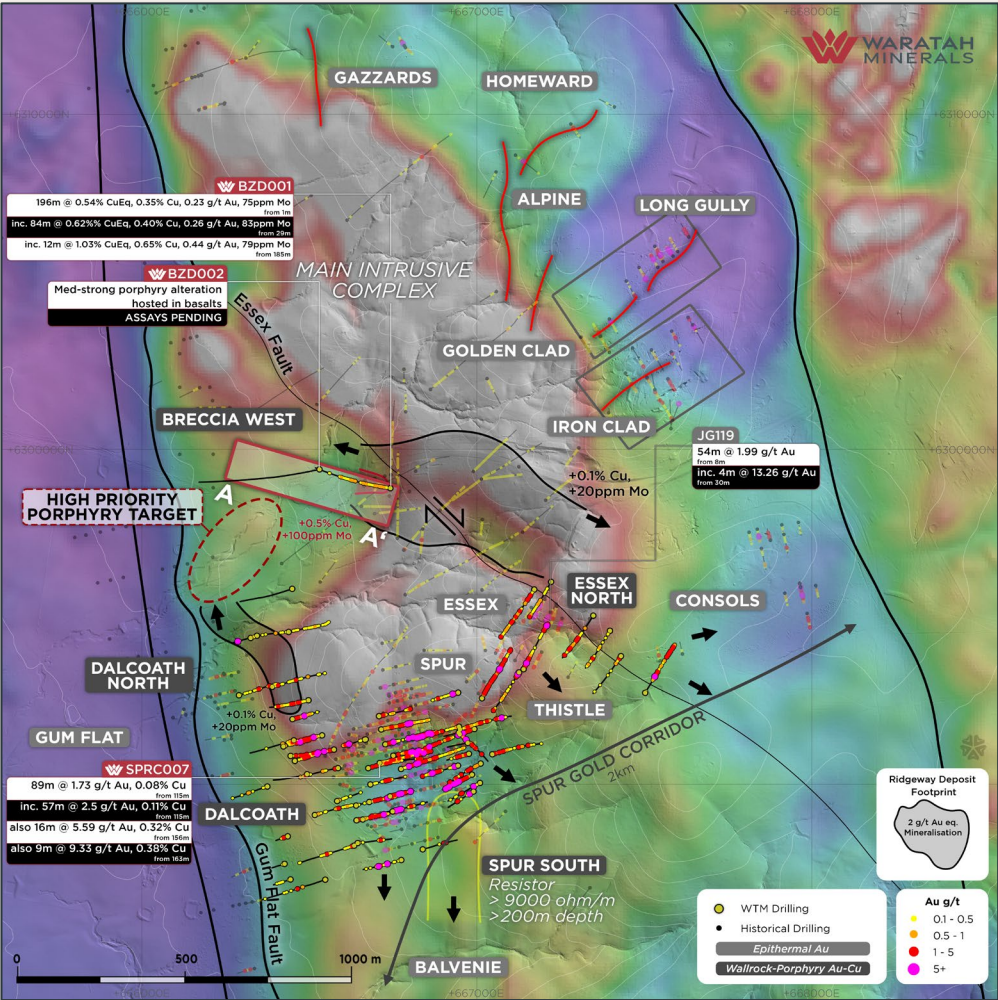 +666000E
+667000E
+668000E
WARATAH
MINERALS
GAZZARDS
HOMEWARD
+6310000N
+6310000N
ALPINE
LONG GULLY
BZD001
196m @ 0.54% CuEq, 0.35% Cu, 0.23 g/t Au, 75ppm Mo
from 1m
inc. 84m @ 0.62%% CuEq, 0.40% Cu, 0.26 g/t Au, 83ppm Mo
from 29m
inc. 12m @ 1.03% CuEq, 0.65% Cu, 0.44 g/t Au, 79ppm Mo
from 185m
BZD002
Med-strong porphyry alteration
hosted in basalts
ASSAYS PENDING
MAIN INTRUSIVE
COMPLEX
Essex Fault
GOLDEN CLAD
BRECCIA WEST
IRON CLAD
JG119
54m @ 1.99 g/t Au
from 8m
inc. 4m @ 13.26 g/t Au
from 30m
+6300000N
+6300000N
+0.1% Cu,
+20ppm Mo
A
HIGH PRIORITY
PORPHYRY TARGET
+0.5% Cu,
+100ppm Mo
A'
ESSEX
ESSEX
NORTH
CONSOLS
SPUR
DALCOATH
NORTH
THISTLE
+0.1% Cu,
+20ppm Mo
GUM FLAT
SPUR GOLD CORRIDOR
2km
SPRC007
89m @ 1.73 g/t Au, 0.08% Cu
from 115m
inc. 57m @ 2.5 g/t Au, 0.11% Cu
from 115m
also 16m @ 5.59 g/t Au, 0.32% Cu
from 156m
also 9m @ 9.33 g/t Au, 0.38% Cu
from 163m
DALCOATH
Gum Flat Fault
SPUR SOUTH
Resistor
> 9000 ohm/m
>200m depth
BALVENIE
Ridgeway Deposit
Footprint
2 g/t Au eq.
Mineralisation
WTM Drilling
Historical Drilling
Epithermal Au
Wallrock-Porphyry Au-Cu
Au g/t
0.1 - 0.5
0.5 - 1
1 - 5
5+
0
500
1000 m
+666000E
+667000E
+668000E